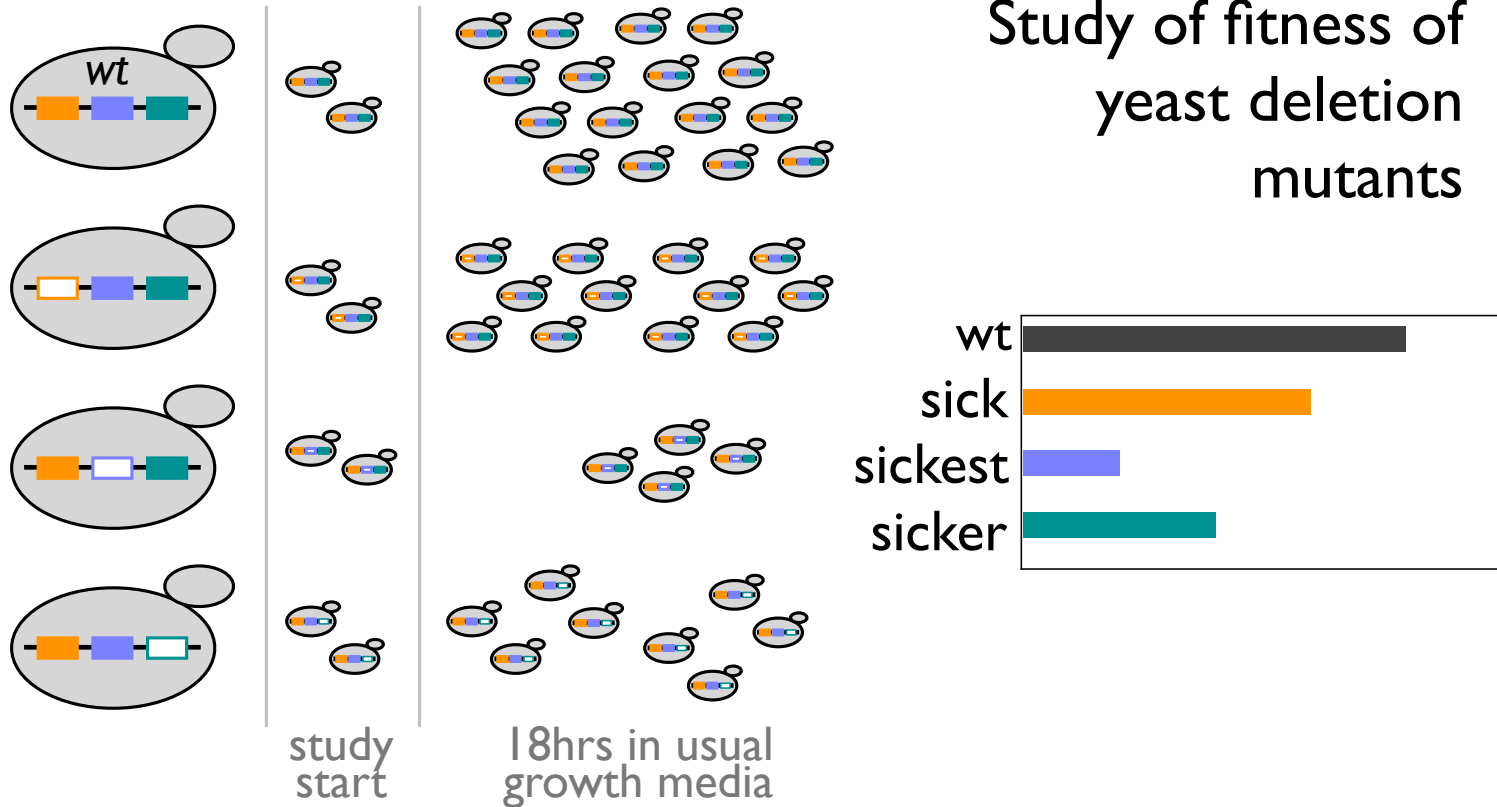 Study of fitness of
yeast deletion
mutants
wt
study
start
18hrs in usual
growth media
wt
sick
sickest
sicker